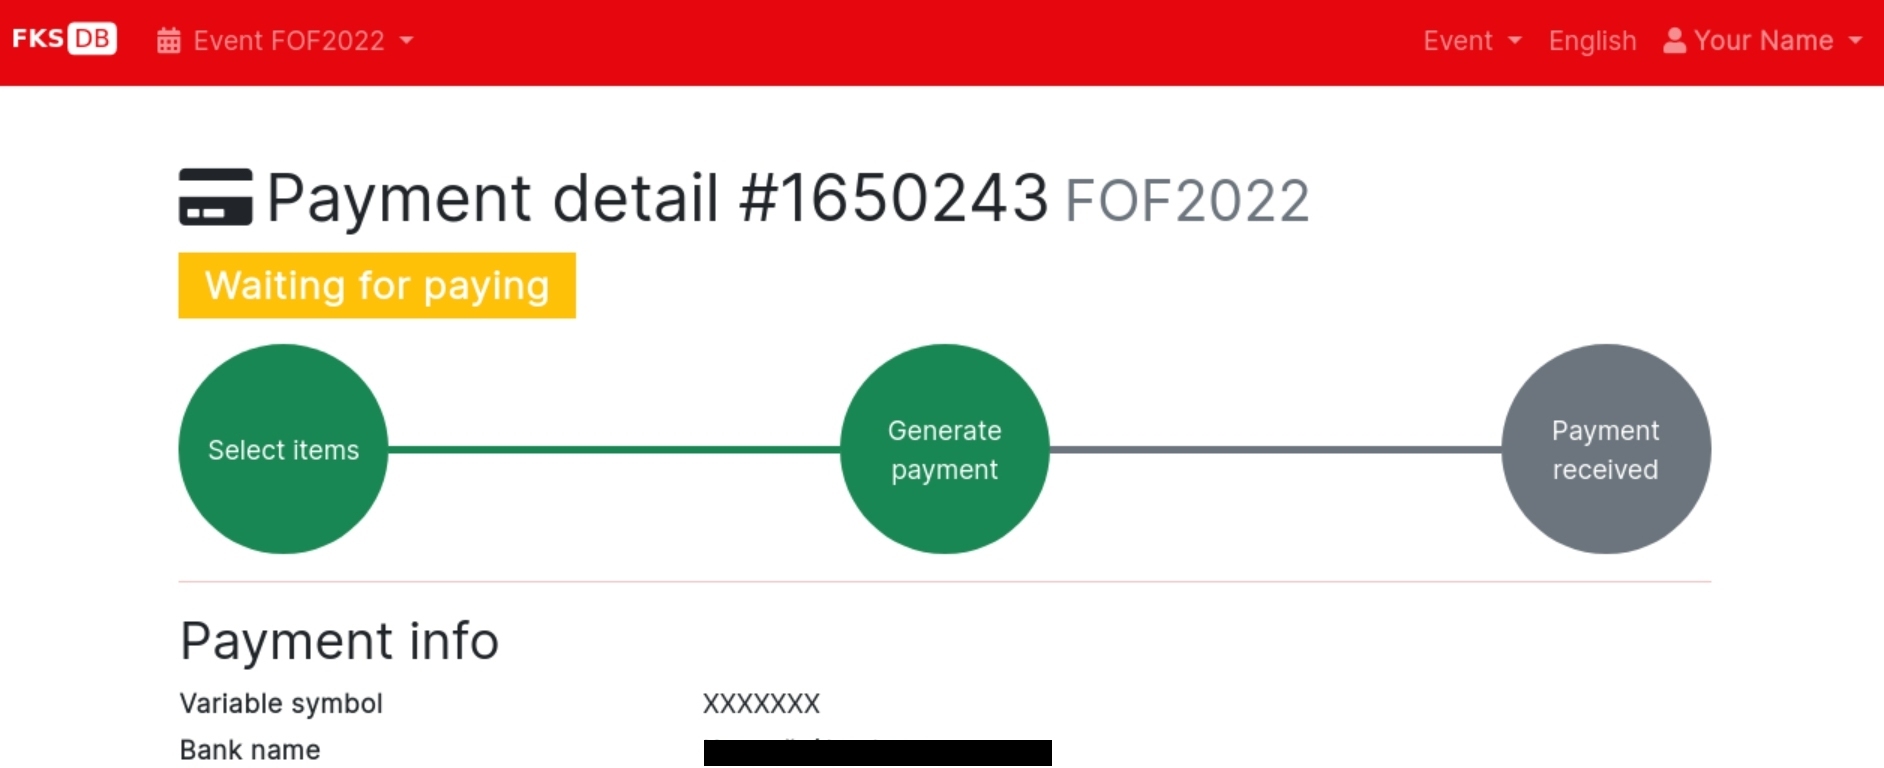 FKS DB Event FOF2022 Event English Your Name
Payment detail #1650243 FOF2022
Waiting for paying
Select items
Generate
payment
Payment
received
Payment info
Variable symbol XXXXXXX
Bank name